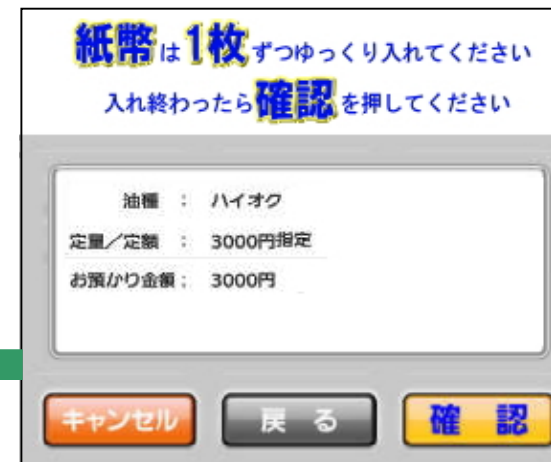 紙幣は1枚ずつゆっくり入れてください
入れ終わったら確認を押してください
油種 : ハイオク
定量/定額 : 3000円指定
お預かり金額: 3000円
キャンセル 戻る 確認